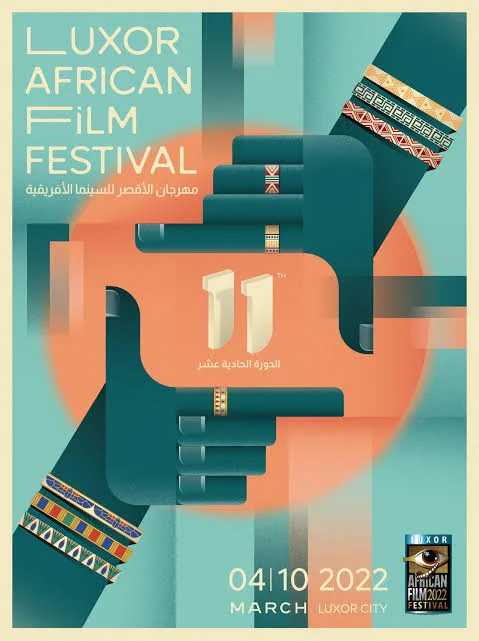 LUXOR
AFRICAN
FiLM
FESTIVAL
مهرجان الأقصر للسينما الأفريقية
11TH
الدورة الحادية عشر
04|10 2022
MARCH LUXOR CITY
LUXOR
AFRICAN
FILM 2022
FESTIVAL